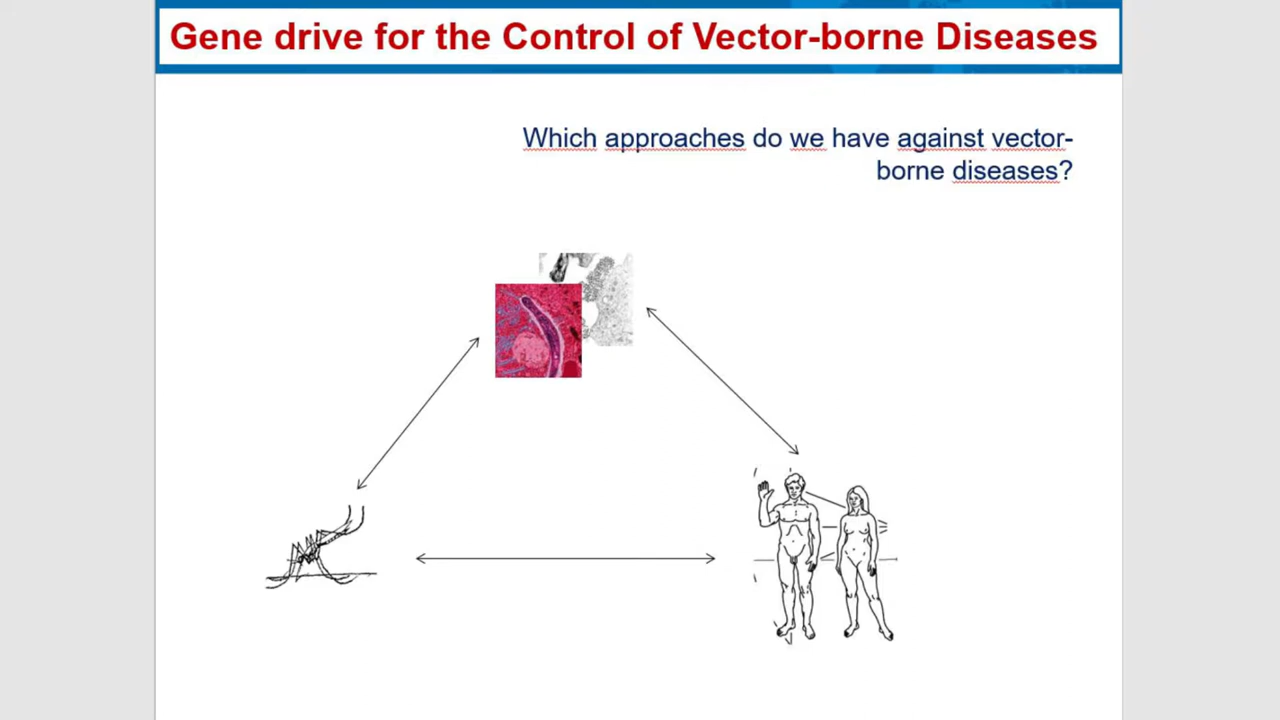 Gene drive for the Control of Vector-borne Diseases
Which approaches do we have against vector-
borne diseases?